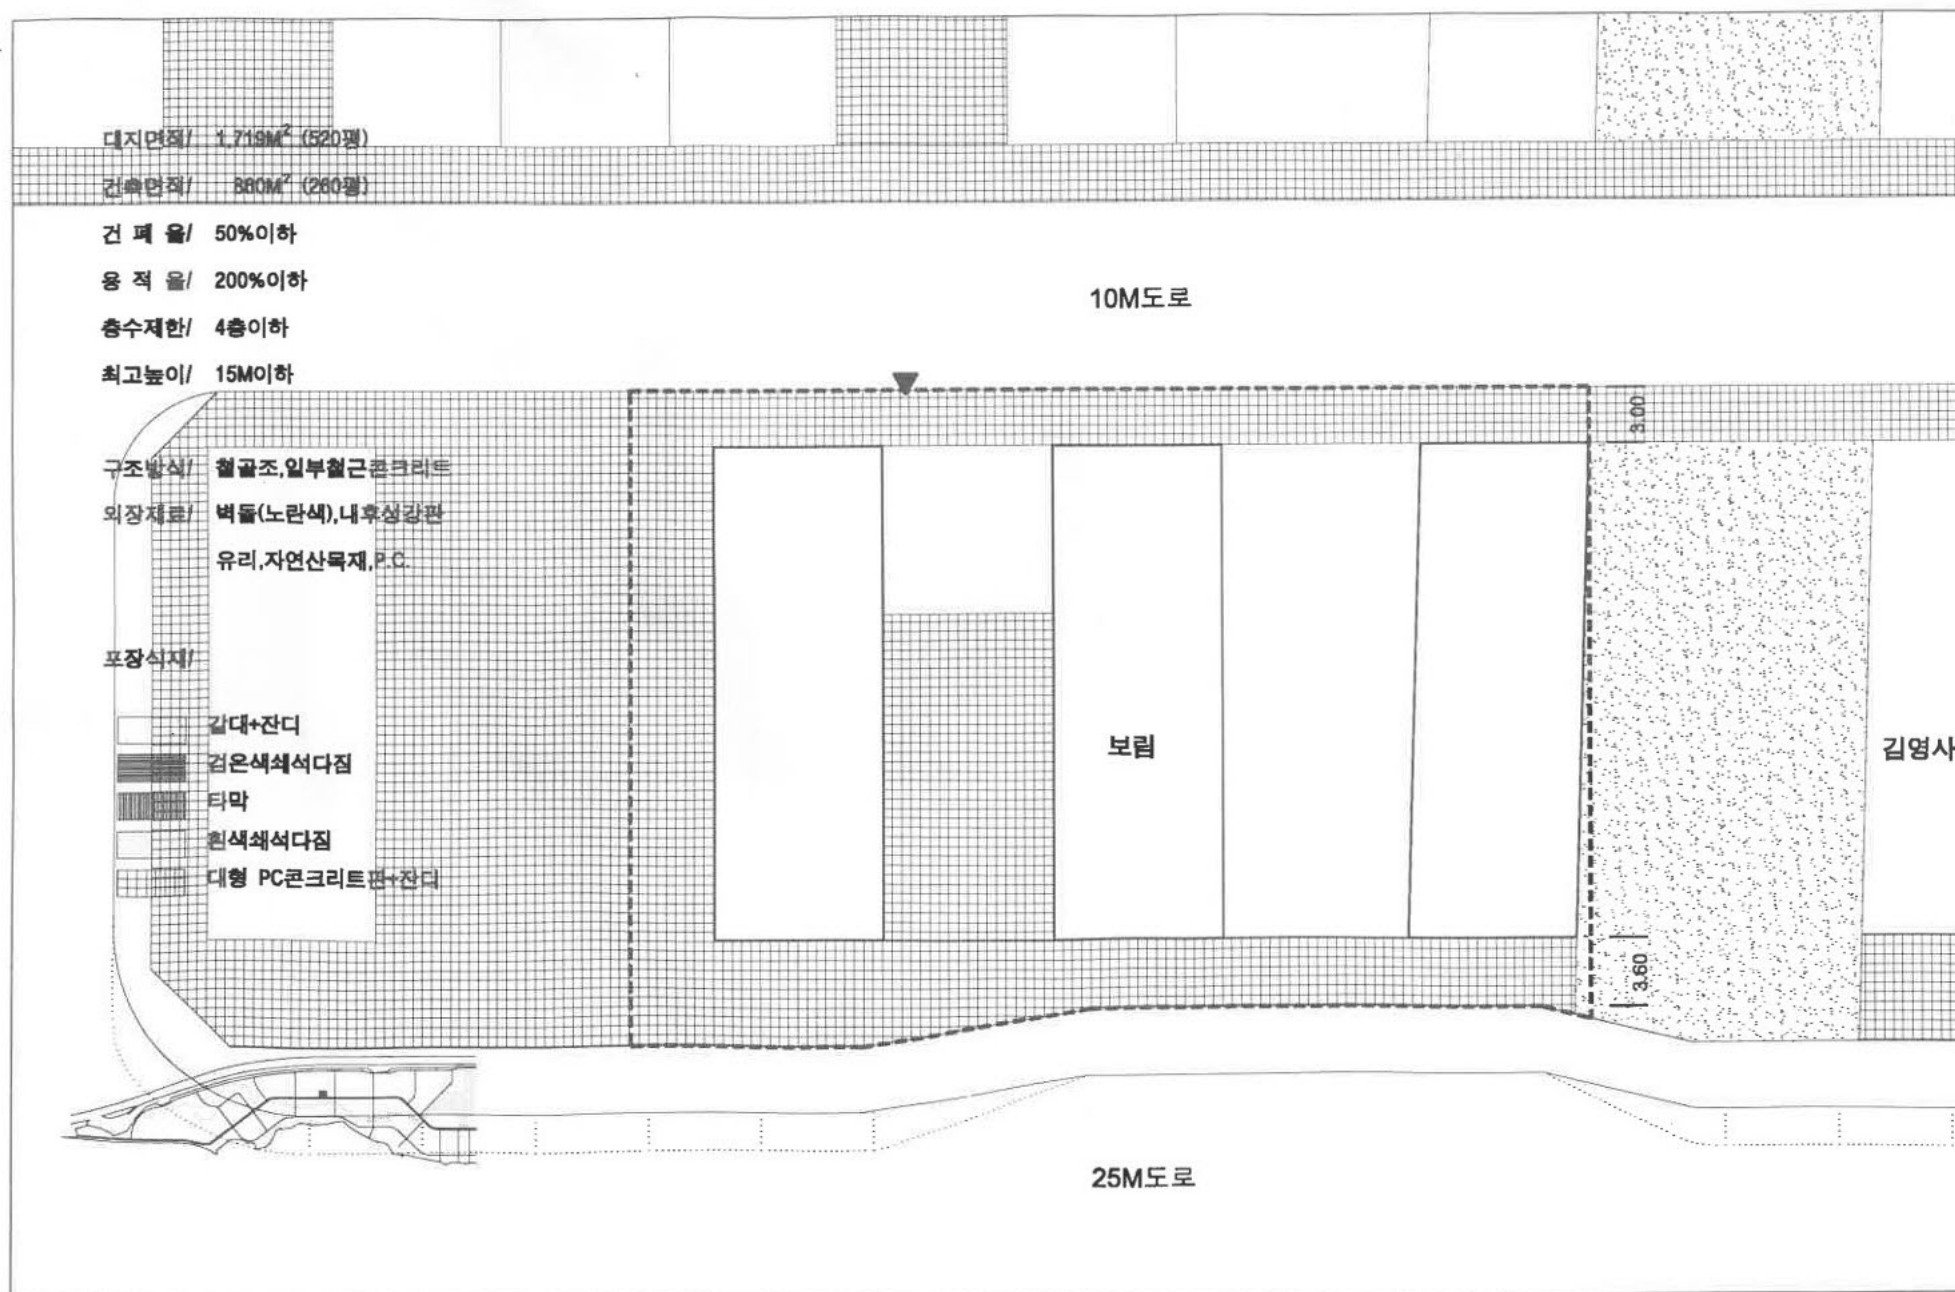 대지면적/ 1,719M² (520평)
건축면적/ 860M² (260평)
건 폐 율/ 50%이하
용 적 율/ 200%이하
층수제한/ 4층이하
최고높이/ 15M이하
10M도로
3.00
구조방식/ 철골조,일부철근콘크리트
외장재료/ 벽돌(노란색),내후성강판
유리,자연산목재,P.C.
포장식재/
갈대+잔디
검은색쇄석다짐
타막
흰색쇄석다짐
대형 PC콘크리트판+잔디
보림
김영사
3.60
25M도로